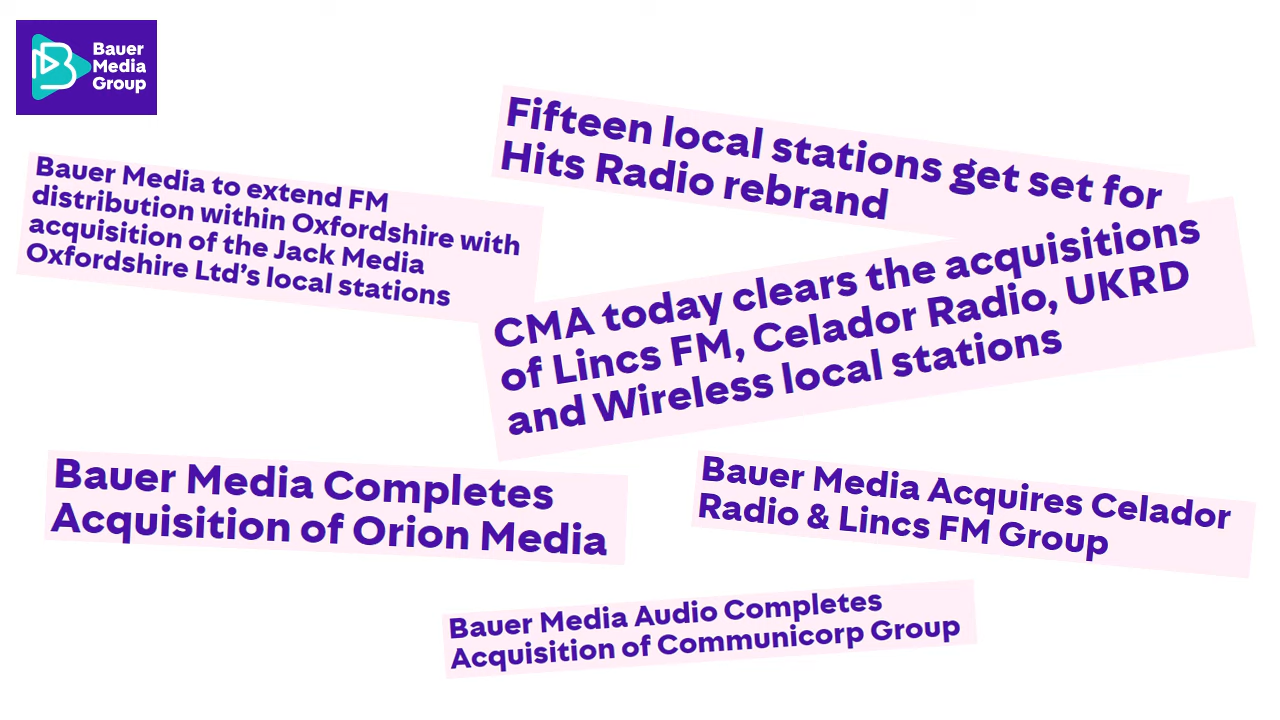 Bauer
Media
Group
Fifteen local stations get set for
Hits Radio rebrand
Bauer Media to extend FM
distribution within Oxfordshire with
acquisition of the Jack Media
Oxfordshire Ltd’s local stations
CMA today clears the acquisitions
of Lincs FM, Celador Radio, UKRD
and Wireless local stations
Bauer Media Completes
Acquisition of Orion Media
Bauer Media Acquires Celador
Radio & Lincs FM Group
Bauer Media Audio Completes
Acquisition of Communicorp Group